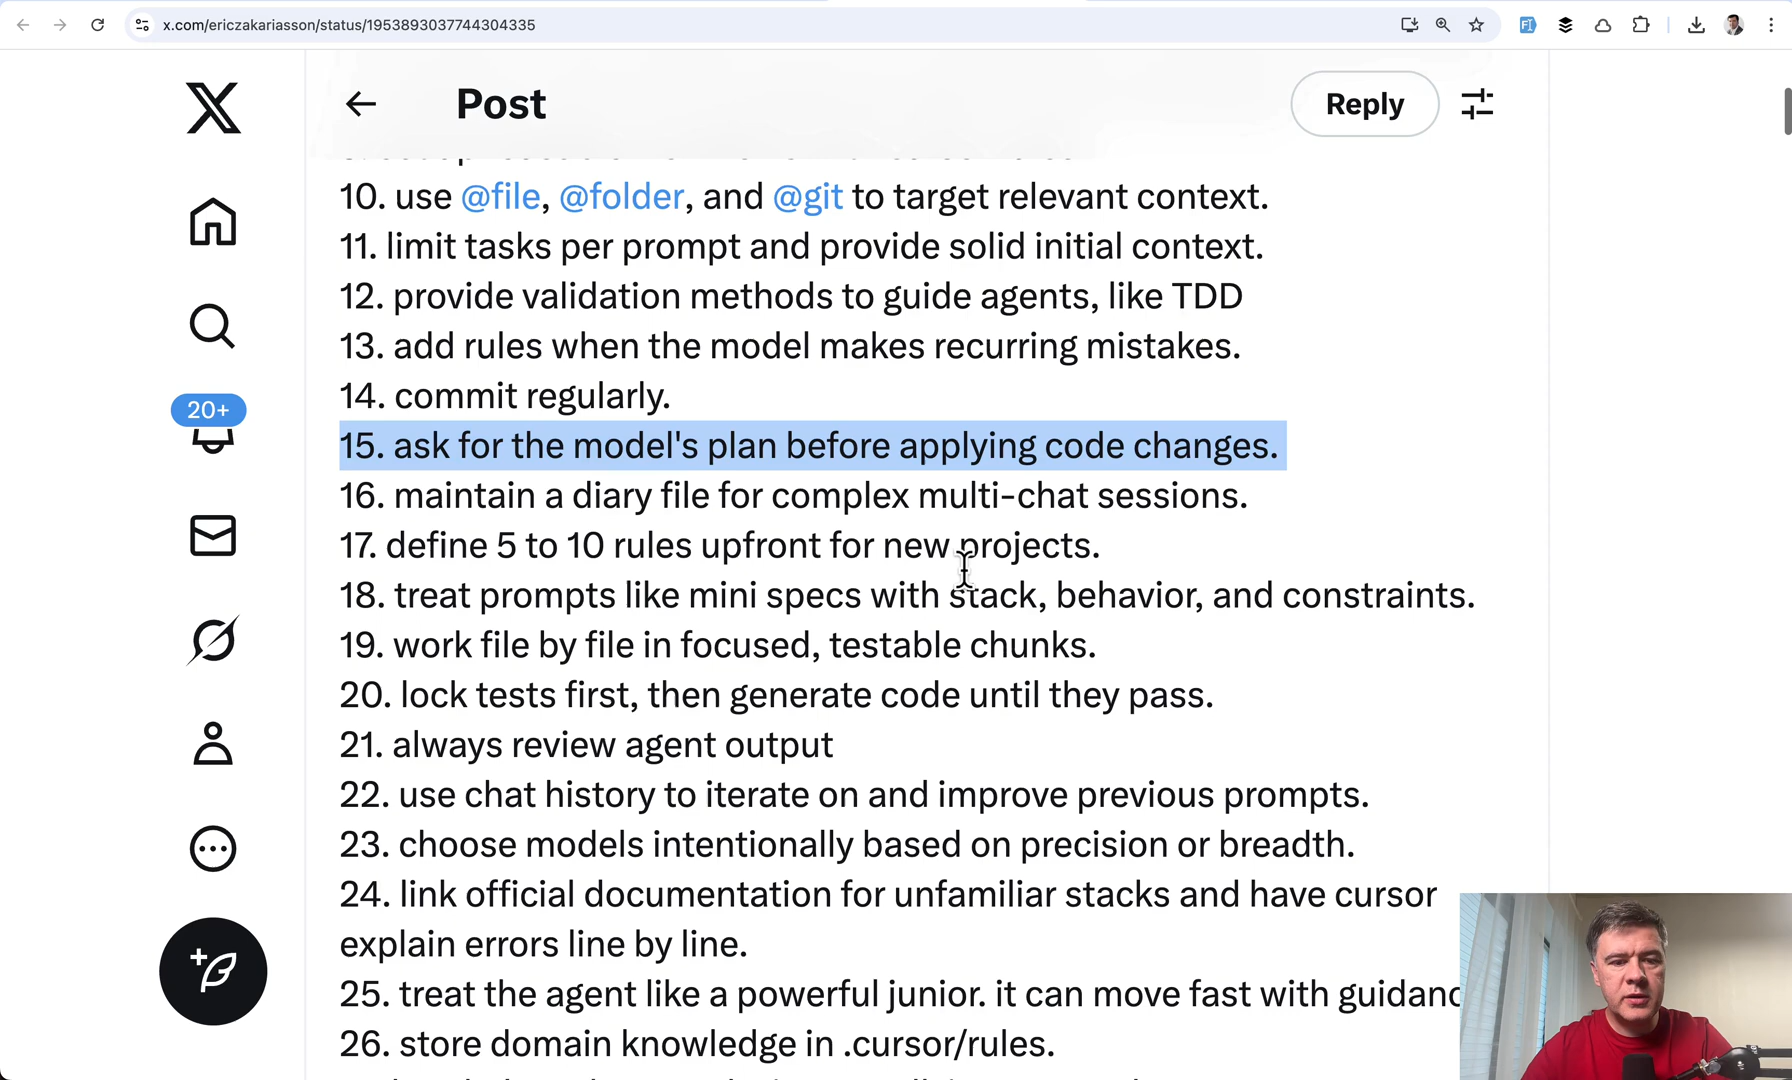 x.com/ericzakariasson/status/1953893037744304335
Post
Reply
10. use @file, @folder, and @git to target relevant context.
11. limit tasks per prompt and provide solid initial context.
12. provide validation methods to guide agents, like TDD
13. add rules when the model makes recurring mistakes.
14. commit regularly.
20+
15. ask for the model's plan before applying code changes.
16. maintain a diary file for complex multi-chat sessions.
17. define 5 to 10 rules upfront for new projects.
18. treat prompts like mini specs with stack, behavior, and constraints.
19. work file by file in focused, testable chunks.
20. lock tests first, then generate code until they pass.
21. always review agent output
22. use chat history to iterate on and improve previous prompts.
23. choose models intentionally based on precision or breadth.
24. link official documentation for unfamiliar stacks and have cursor
explain errors line by line.
25. treat the agent like a powerful junior. it can move fast with guidanc
26. store domain knowledge in .cursor/rules.